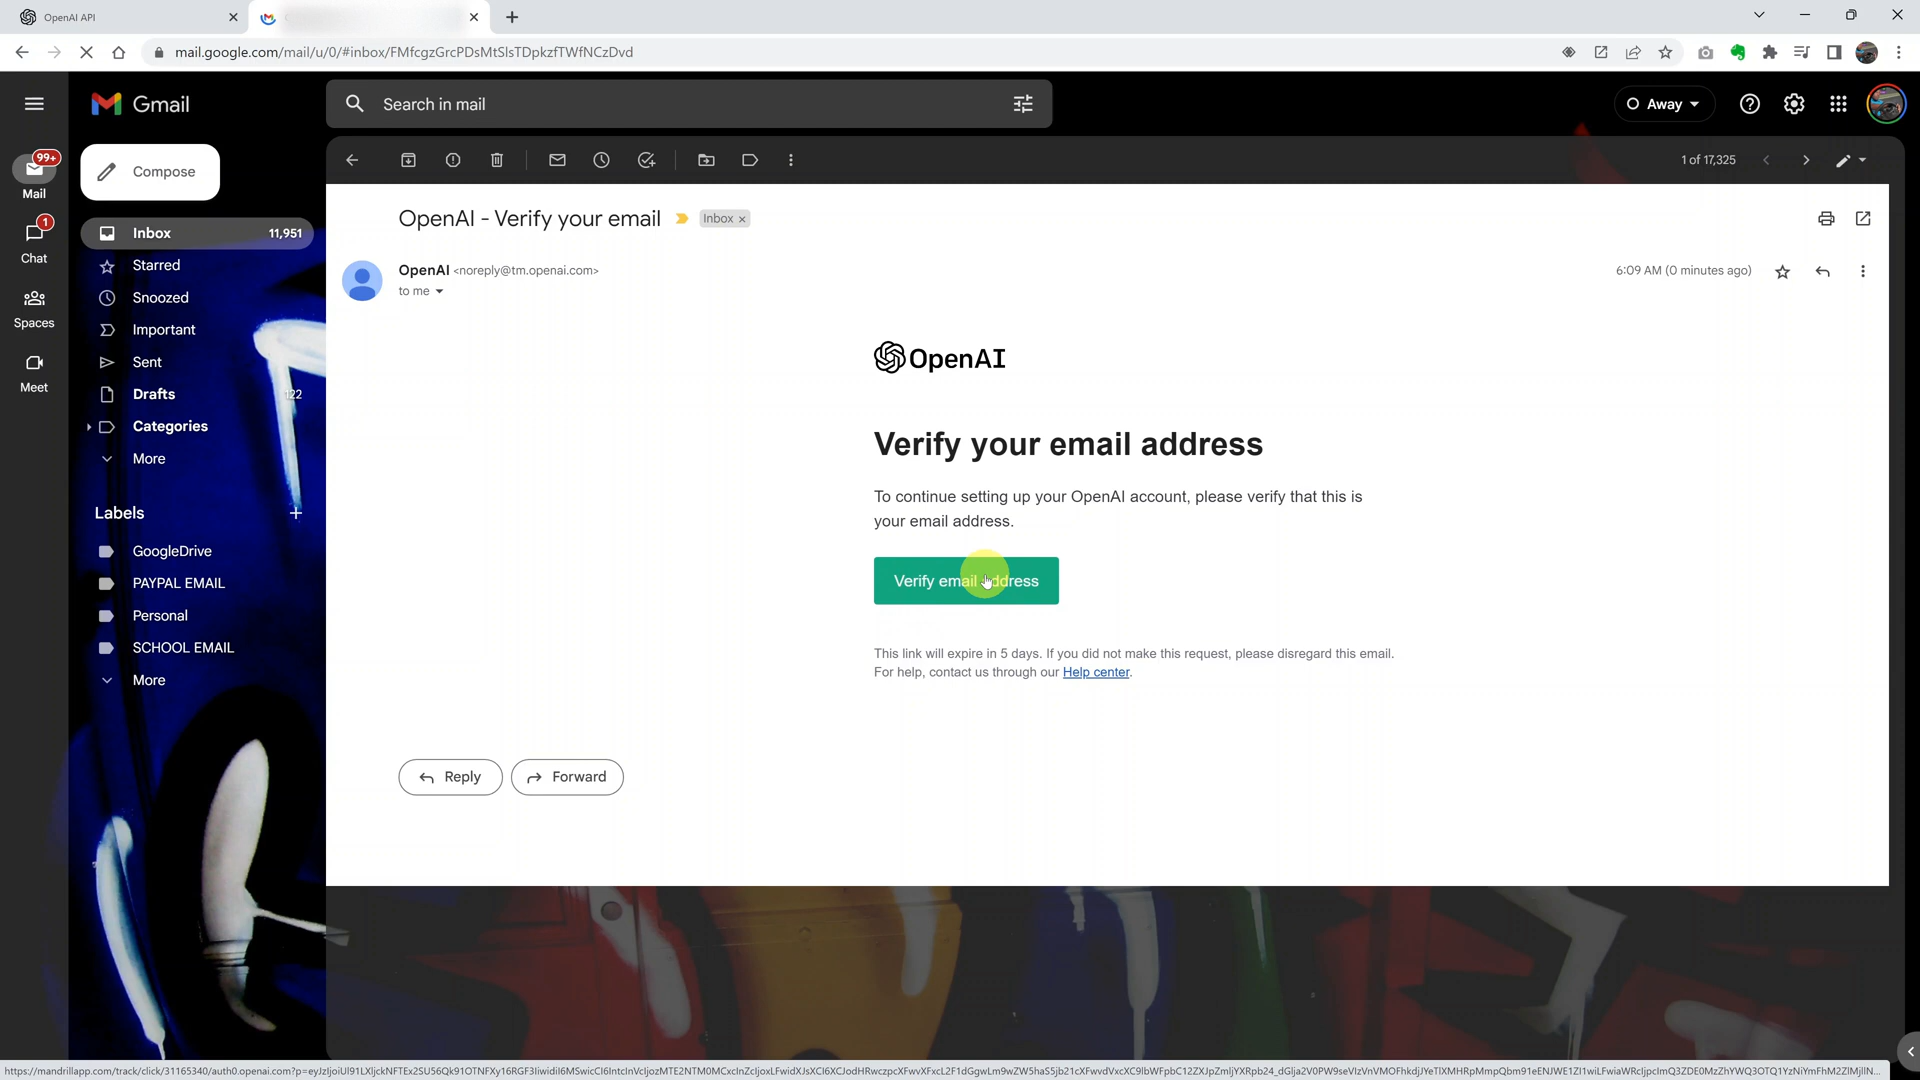 OpenAI API
mail.google.com/mail/u/0/#inbox/FMfcgzGrcPDsMtSlsTDpkzfTWfNCzDvd
Gmail
Search in mail
Away
99+
Mail
Compose
1 of 17,325
OpenAI - Verify your email
Inbox
1
Chat
Inbox
11,951
Starred
OpenAI <noreply@tm.openai.com>
6:09 AM (0 minutes ago)
to me
Snoozed
Spaces
Important
Sent
OpenAI
Meet
Drafts
122
Categories
Verify your email address
More
To continue setting up your OpenAI account, please verify that this is
your email address.
Labels
GoogleDrive
Verify email address
PAYPAL EMAIL
Personal
SCHOOL EMAIL
This link will expire in 5 days. If you did not make this request, please disregard this email.
For help, contact us through our Help center.
More
Reply
Forward